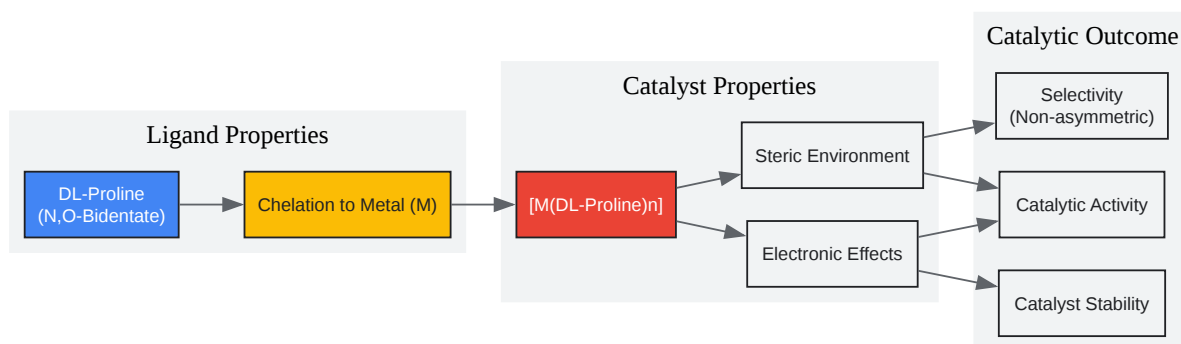 Ligand Properties
DL-Proline
(N,O-Bidentate)
Chelation to Metal (M)
Catalyst Properties
[M(DL-Proline)n]
Steric Environment
Electronic Effects
Catalytic Outcome
Selectivity
(Non-asymmetric)
Catalytic Activity
Catalyst Stability